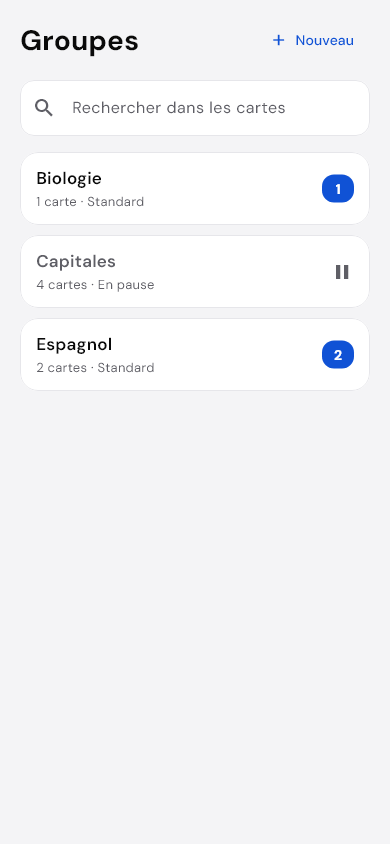 Groupes
Nouveau
Rechercher dans les cartes
Biologie
1 carte · Standard
1
Capitales
4 cartes · En pause
Espagnol
2 cartes · Standard
2